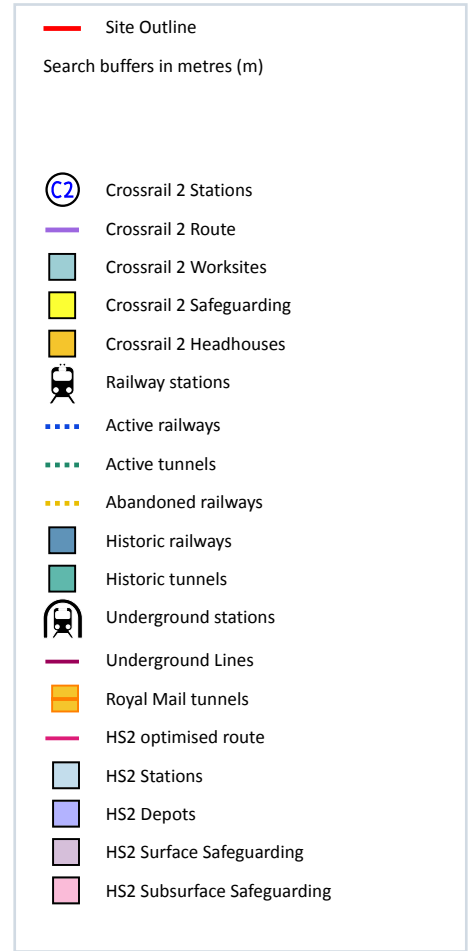 Site Outline
Search buffers in metres (m)
C2 Crossrail 2 Stations
Crossrail 2 Route
Crossrail 2 Worksites
Crossrail 2 Safeguarding
Crossrail 2 Headhouses
Railway stations
Active railways
Active tunnels
Abandoned railways
Historic railways
Historic tunnels
Underground stations
Underground Lines
Royal Mail tunnels
HS2 optimised route
HS2 Stations
HS2 Depots
HS2 Surface Safeguarding
HS2 Subsurface Safeguarding